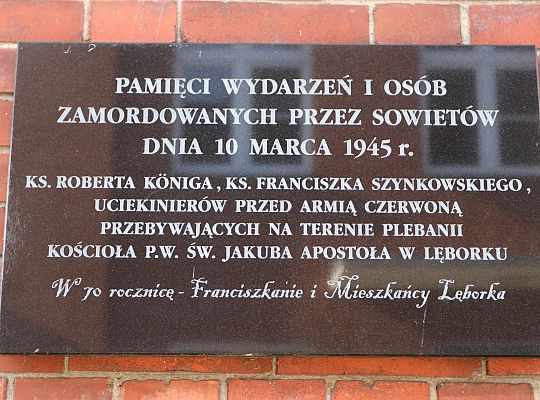 PAMIĘCI WYDARZEŃ I OSÓB
ZAMORDOWANYCH PRZEZ SOWIETÓW
DNIA 10 MARCA 1945 r.
KS. ROBERTA KÖNIGA, KS. FRANCISZKA SZYNKOWSKIEGO,
UCIEKINIERÓW PRZED ARMIĄ CZERWONĄ
PRZEBYWAJĄCYCH NA TERENIE PLEBANII
KOŚCIOŁA P.W. ŚW. JAKUBA APOSTOŁA W LĘBORKU
W 70 rocznicę - Franciszkanie i Mieszkańcy Lęborka